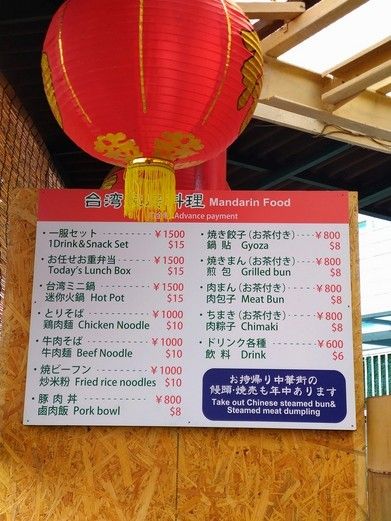 台湾 料理 Mandarin Food
Advance payment
・一服セット - - - - - - - - ￥1500
1Drink＆Snack Set $15
・お任せお重弁当 - - - - - ￥1500
Today's Lunch Box $15
・台湾ミニ鍋 - - - - - - - - ￥1500
迷你火鍋 Hot Pot $15
・とりそば - - - - - - - - - ￥1000
鶏肉麺 Chicken Noodle $10
・牛肉そば - - - - - - - - - ￥1000
牛肉麺 Beef Noodle $10
・焼ビーフン - - - - - - - - ￥1000
炒米粉 Fried rice noodles $10
・豚肉丼 - - - - - - - - - - ￥800
鹵肉飯 Pork bowl $8
・焼き餃子（お茶付き） - - - - ￥800
鍋貼 Gyoza $8
・焼きまん（お茶付き） - - - - ￥800
煎包 Grilled bun $8
・肉まん（お茶付き） - - - - - ￥800
肉包子 Meat Bun $8
・ちまき（お茶付き） - - - - - ￥800
肉粽子 Chimaki $8
・ドリンク各種 - - - - - - - ￥600
飲料 Drink $6
お持帰り中華街の
饅頭・焼売も年中あります
Take out Chinese steamed bun&
Steamed meat dumpling